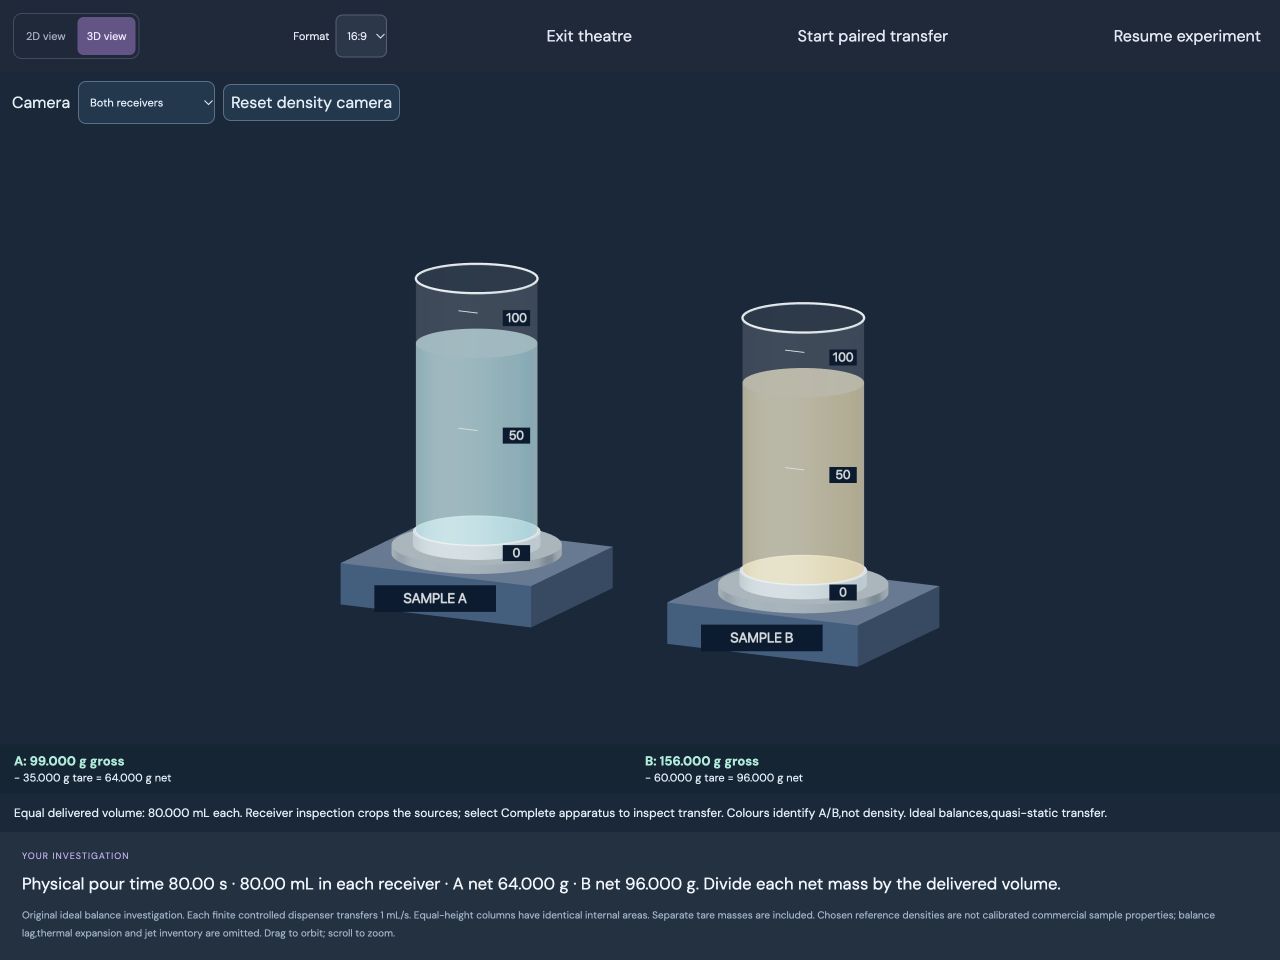 2D view
3D view
Format
16:9
Exit theatre
Start paired transfer
Resume experiment
Camera
Both receivers
Reset density camera
100
50
0
SAMPLE A
100
50
0
SAMPLE B
A: 99.000 g gross
- 35.000 g tare = 64.000 g net
B: 156.000 g gross
- 60.000 g tare = 96.000 g net
Equal delivered volume: 80.000 mL each. Receiver inspection crops the sources; select Complete apparatus to inspect transfer. Colours identify A/B,not density. Ideal balances,quasi-static transfer.
YOUR INVESTIGATION
Physical pour time 80.00 s · 80.00 mL in each receiver · A net 64.000 g · B net 96.000 g. Divide each net mass by the delivered volume.
Original ideal balance investigation. Each finite controlled dispenser transfers 1 mL/s. Equal-height columns have identical internal areas. Separate tare masses are included. Chosen reference densities are not calibrated commercial sample properties; balance
lag,thermal expansion and jet inventory are omitted. Drag to orbit; scroll to zoom.